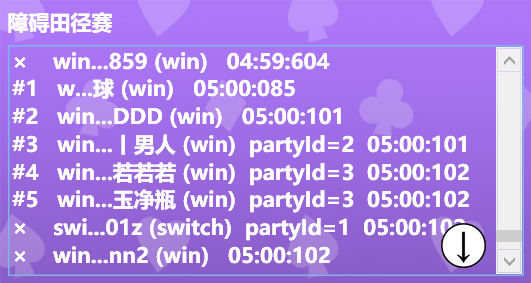 障碍田径赛
× win...859 (win) 04:59:604
#1 w...球 (win) 05:00:085
#2 win...DDD (win) 05:00:101
#3 win...丨男人 (win) partyId=2 05:00:101
#4 win...若若若 (win) partyId=3 05:00:102
#5 win...玉净瓶 (win) partyId=3 05:00:102
× swi...01z (switch) partyId=1 05:00:102
× win...nn2 (win) 05:00:102